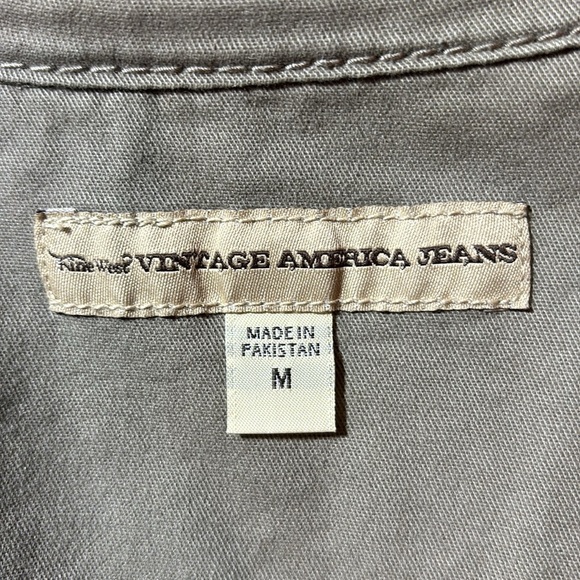 Nine West VINTAGE AMERICA JEANS
MADE IN
PAKISTAN
M